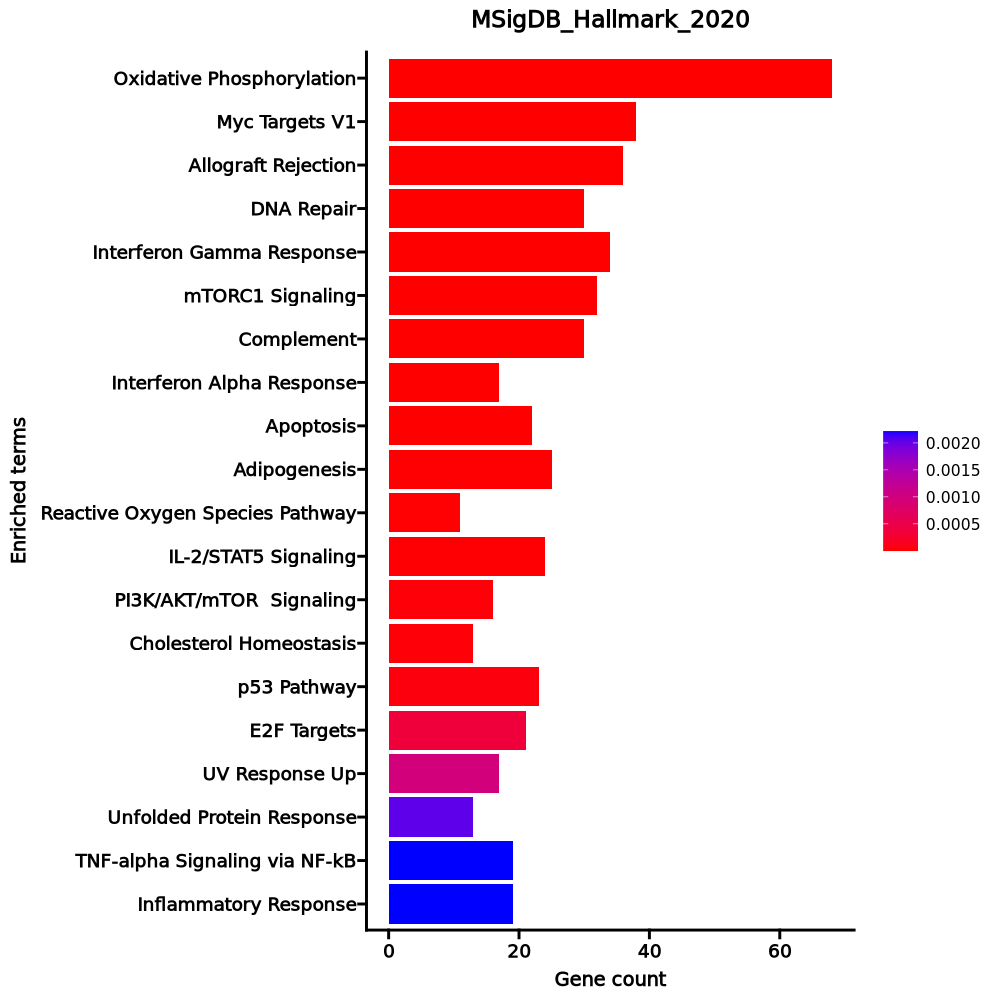 MSigDB_Hallmark_2020
Oxidative Phosphorylation
Myc Targets V1
Allograft Rejection
DNA Repair
Interferon Gamma Response
mTORC1 Signaling
Complement
Interferon Alpha Response
Apoptosis
Adipogenesis
Reactive Oxygen Species Pathway
IL-2/STAT5 Signaling
PI3K/AKT/mTOR  Signaling
Cholesterol Homeostasis
p53 Pathway
E2F Targets
UV Response Up
Unfolded Protein Response
TNF-alpha Signaling via NF-kB
Inflammatory Response
Enriched terms
0 20 40 60
Gene count
0.0020
0.0015
0.0010
0.0005